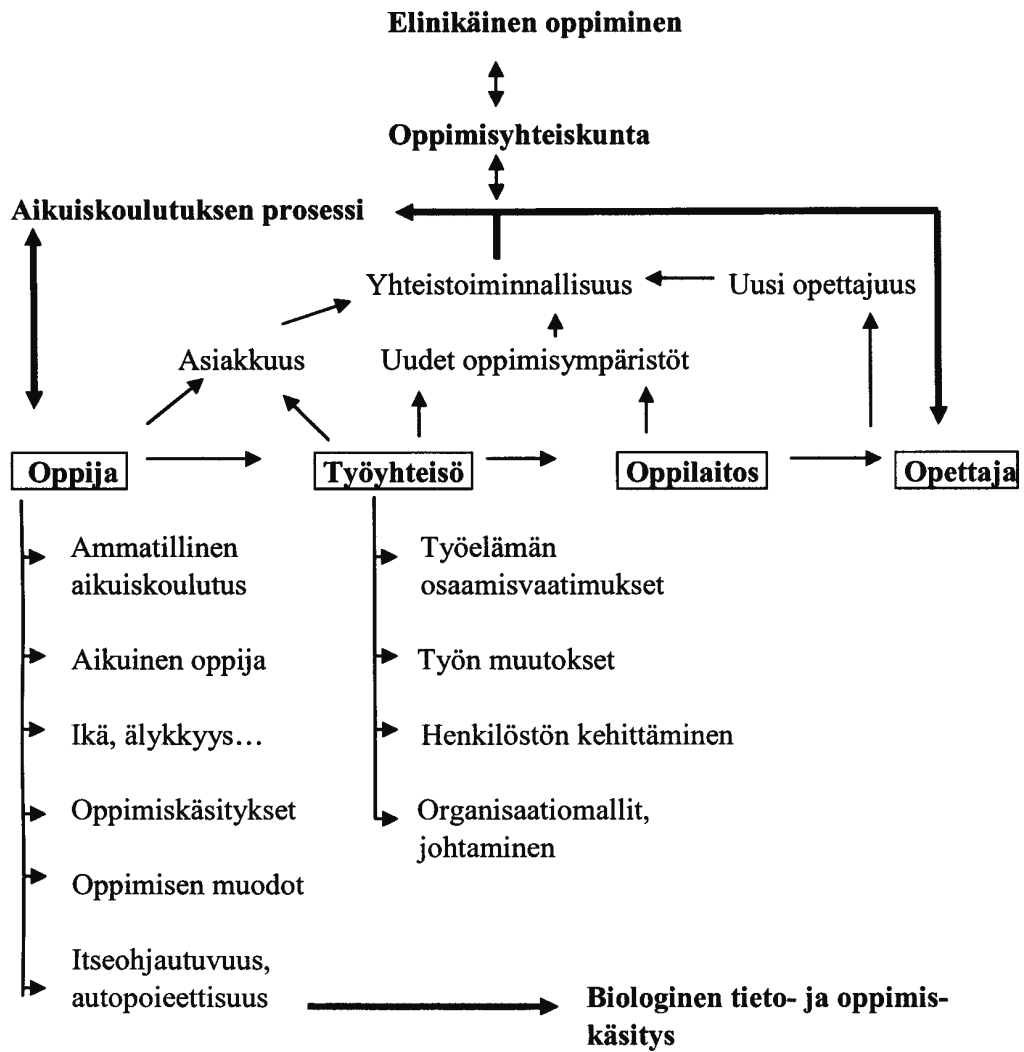 Elinikäinen oppiminen
Oppimisyhteiskunta
Aikuiskoulutuksen prosessi
Yhteistoiminnallisuus
Uusi opettajuus
Asiakkuus
Uudet oppimisympäristöt
Oppija
Työyhteisö
Oppilaitos
Opettaja
Ammatillinen
aikuiskoulutus
Aikuinen oppija
Ikä, älykkyys...
Oppimiskäsitykset
Oppimisen muodot
Itseohjautuvuus,
autopoieettisuus
Työelämän
osaamisvaatimukset
Työn muutokset
Henkilöstön kehittäminen
Organisaatiomallit,
johtaminen
Biologinen tieto- ja oppimis-
käsitys